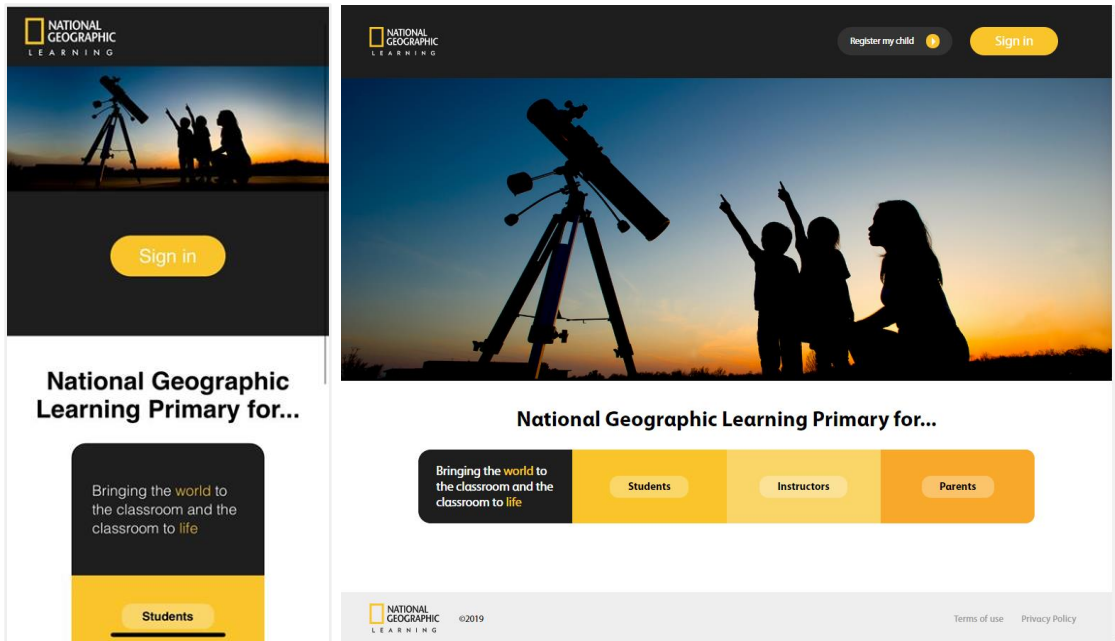 NATIONAL
GEOGRAPHIC
LEARNING
Sign in
National Geographic
Learning Primary for...
Bringing the world to
the classroom and the
classroom to life
Students
NATIONAL
GEOGRAPHIC
LEARNING
Register my child
Sign in
National Geographic Learning Primary for...
Bringing the world to
the classroom and the
classroom to life
Students
Instructors
Parents
NATIONAL
GEOGRAPHIC
LEARNING
©2019
Terms of use
Privacy Policy